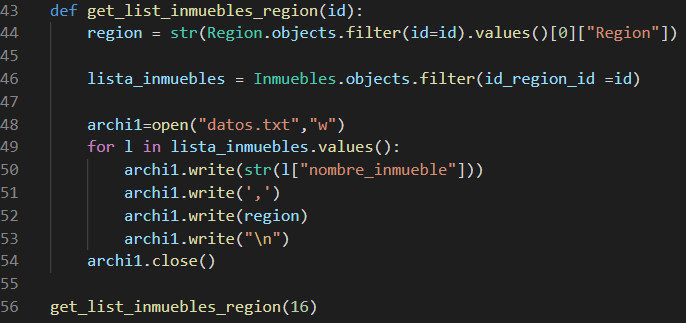 43 def get_list_inmuebles_region(id):
44     region = str(Region.objects.filter(id=id).values()[0]["Region"])
45
46     lista_inmuebles = Inmuebles.objects.filter(id_region_id =id)
47
48     archi1=open("datos.txt","w")
49     for l in lista_inmuebles.values():
50         archi1.write(str(l["nombre_inmueble"]))
51         archi1.write(',')
52         archi1.write(region)
53         archi1.write("\n")
54     archi1.close()
55
56 get_list_inmuebles_region(16)